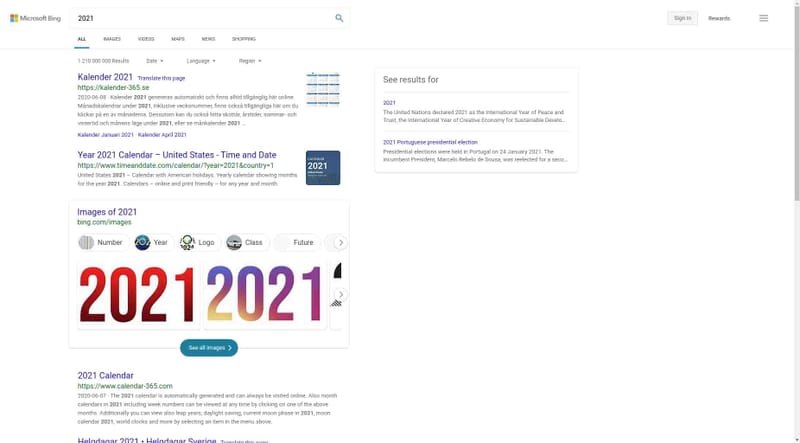 Microsoft Bing
2021
Sign in
Rewards
ALL IMAGES VIDEOS MAPS NEWS SHOPPING
1 210 000 000 Results Date Language Region
Kalender 2021 Translate this page
https://kalender-365.se
2020-06-08 · Kalender 2021 genereras automatiskt och finns alltid tillgängliga här online
Månadskalendrar under 2021, inklusive veckonummer, finns också tillgängliga här om du
klickar på en av månaderna. Dessutom kan du också hitta skottår, årstider, sommar- och
vintertid och månens läge under 2021, eller se månkalender 2021 ...
Kalender Januari 2021 · Kalender April 2021
Year 2021 Calendar – United States - Time and Date
https://www.timeanddate.com/calendar/?year=2021&country=1
United States 2021 – Calendar with American holidays. Yearly calendar showing months
for the year 2021. Calendars – online and print friendly – for any year and month
2021
Images of 2021
bing.com/images
Number Year Logo Class Future
2021 2021
See all images
2021 Calendar
https://www.calendar-365.com
2020-06-07 · The 2021 calendar is automatically generated and can always be visited online. Also month
calendars in 2021 including week numbers can be viewed at any time by clicking on one of the above
months. Additionally you can view also leap years, daylight saving, current moon phase in 2021, moon
calendar 2021, world clocks and more by selecting an item in the menu above.
Helgdagar 2021 • Helgdagar Sverige Translate this page
See results for
2021
The United Nations declared 2021 as the International Year of Peace and
Trust, the International Year of Creative Economy for Sustainable Develo...
2021 Portuguese presidential election
Presidential elections were held in Portugal on 24 January 2021. The
incumbent President, Marcelo Rebelo de Sousa, was reelected for a seco...